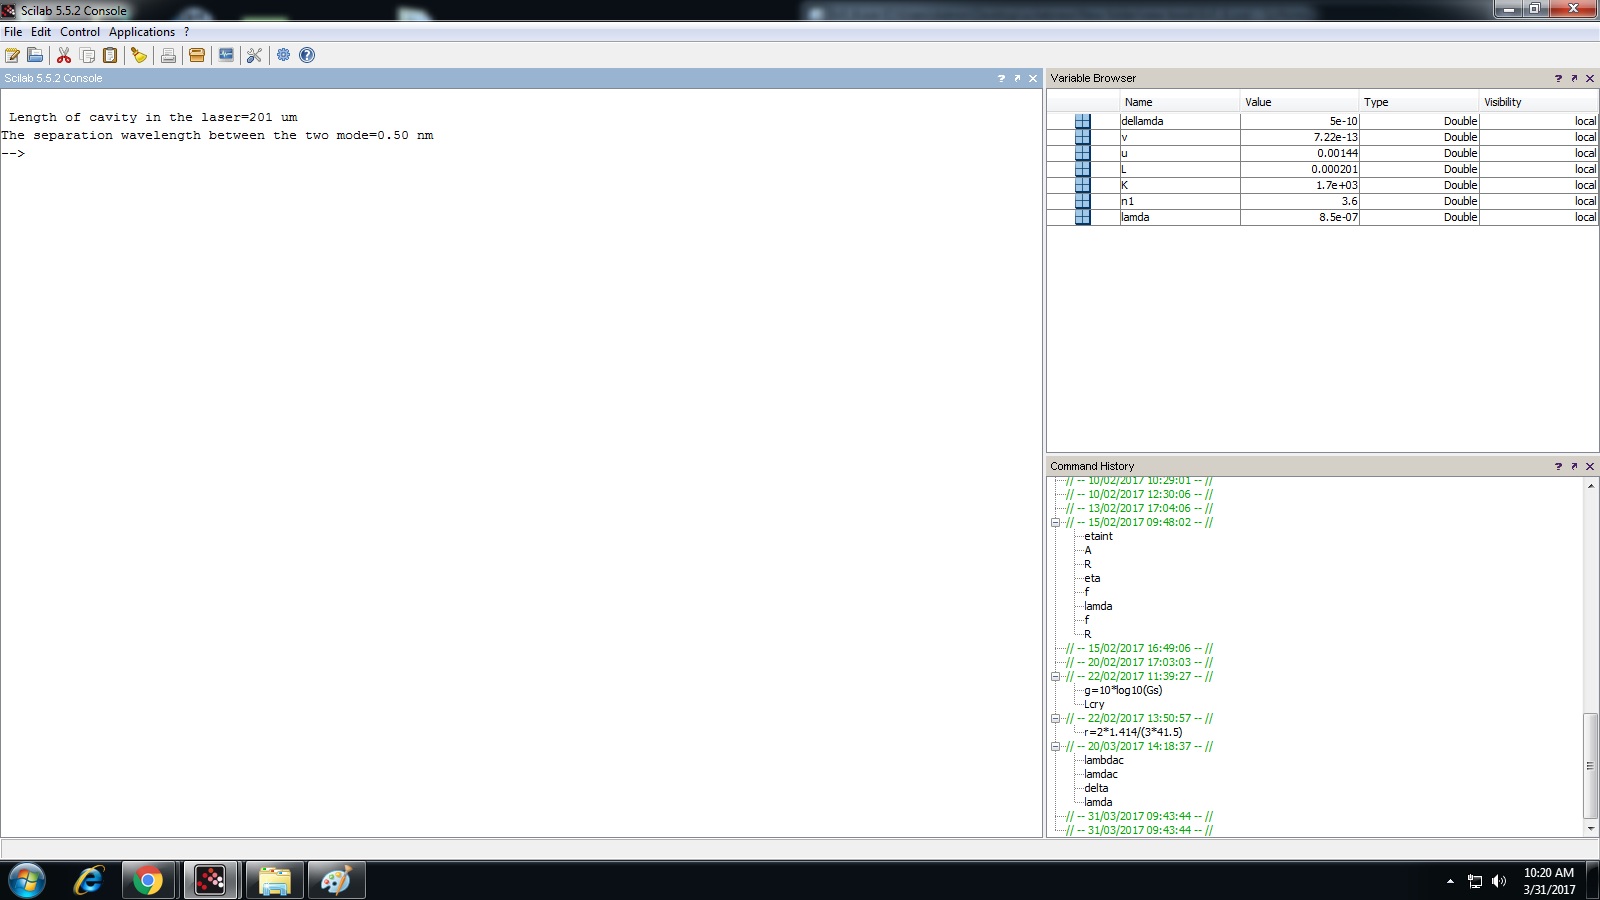 Scilab 5.5.2 Console
File Edit Control Applications ?
Scilab 5.5.2 Console
Length of cavity in the laser=201 um
The separation wavelength between the two mode=0.50 nm
-->
Variable Browser
Name Value Type Visibility
dellamda 5e-10 Double local
v 7.22e-13 Double local
u 0.00144 Double local
L 0.000201 Double local
K 1.7e+03 Double local
n1 3.6 Double local
lamda 8.5e-07 Double local
Command History
// -- 10/02/2017 10:29:01 -- //
// -- 10/02/2017 12:30:06 -- //
// -- 13/02/2017 17:04:06 -- //
// -- 15/02/2017 09:48:02 -- //
etaint
A
R
eta
f
lamda
f
R
// -- 15/02/2017 16:49:06 -- //
// -- 20/02/2017 17:03:03 -- //
// -- 22/02/2017 11:39:27 -- //
g=10*log10(Gs)
Lcry
// -- 22/02/2017 13:50:57 -- //
r=2*1.414/(3*41.5)
// -- 20/03/2017 14:18:37 -- //
lambdac
lamdac
delta
lamda
// -- 31/03/2017 09:43:44 -- //
// -- 31/03/2017 09:43:44 -- //
10:20 AM
3/31/2017